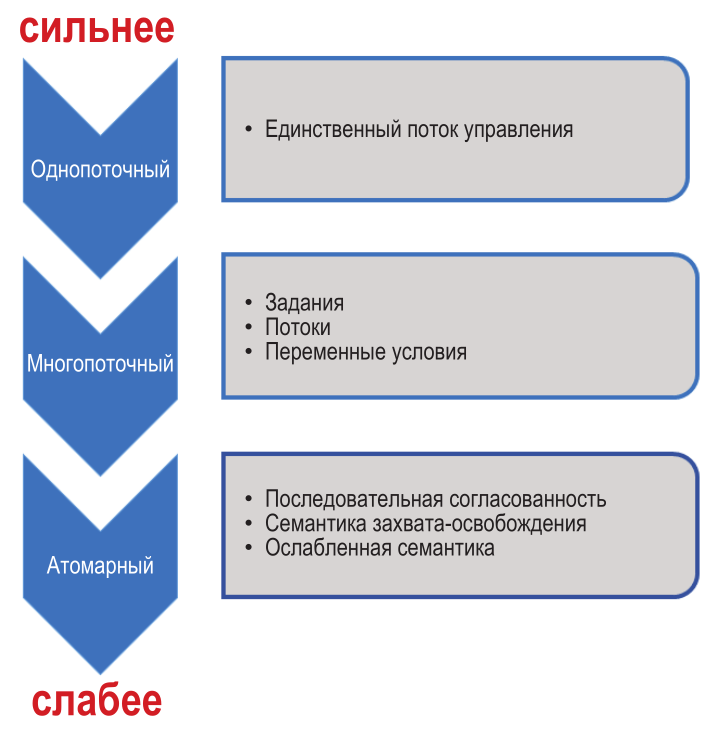 сильнее
Однопоточный
• Единственный поток управления
Многопоточный
• Задания
• Потоки
• Переменные условия
Атомарный
• Последовательная согласованность
• Семантика захвата-освобождения
• Ослабленная семантика
слабее